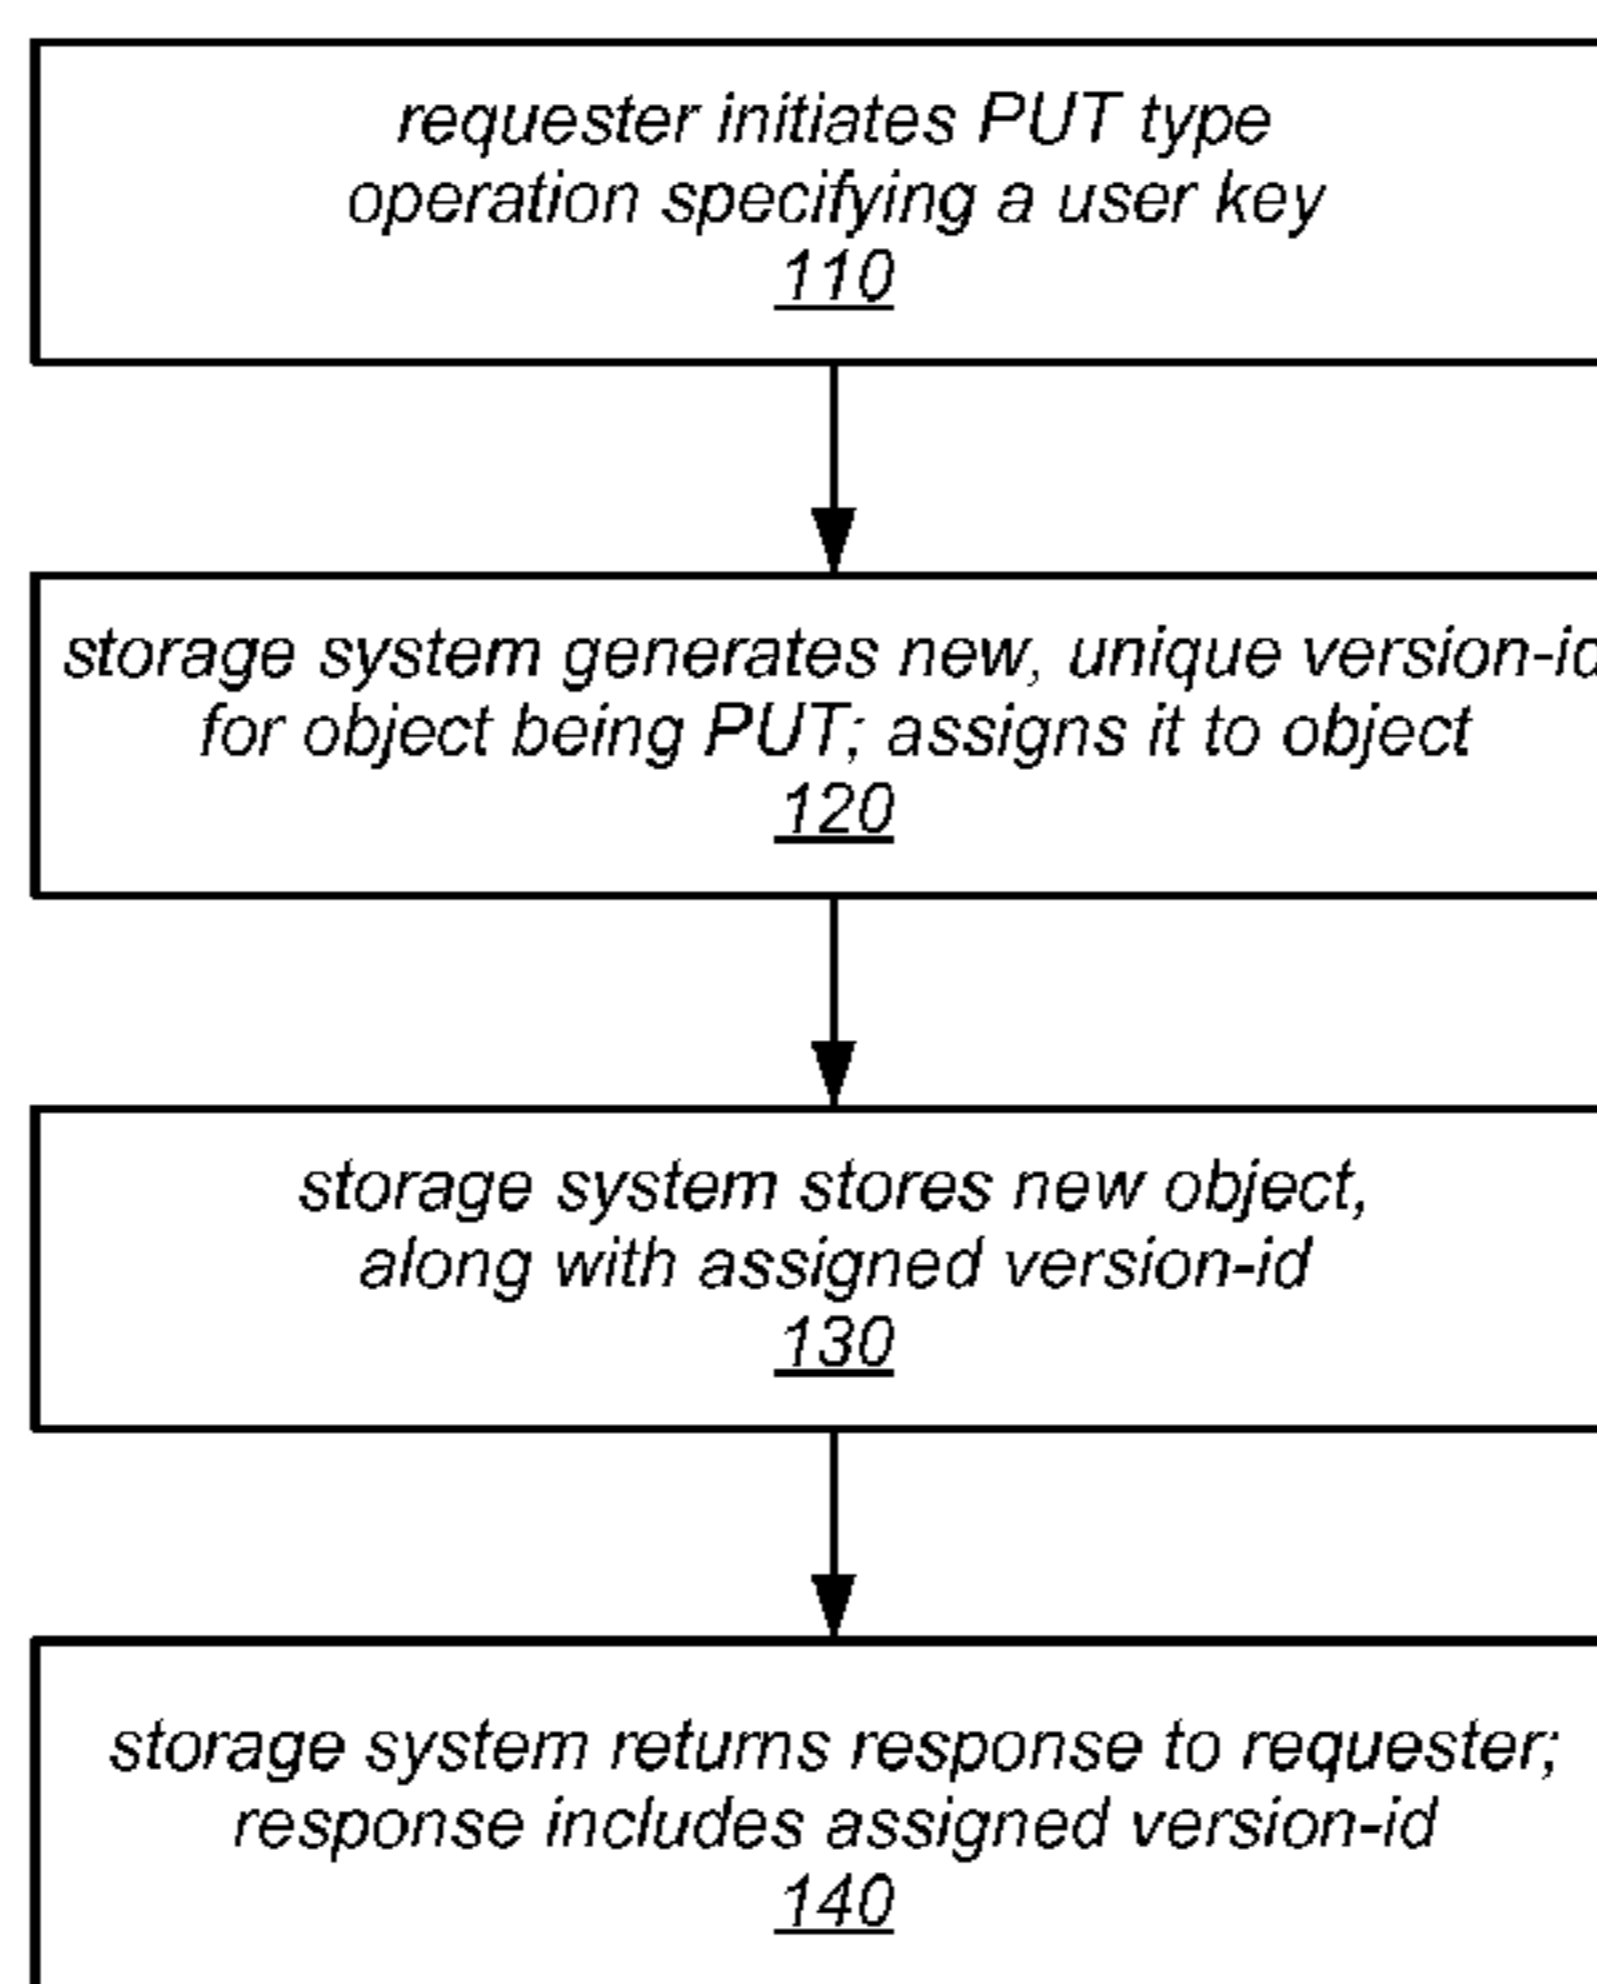 requester initiates PUT type
operation specifying a user key
110
storage system generates new, unique version-id
for object being PUT; assigns it to object
120
storage system stores new object,
along with assigned version-id
130
storage system returns response to requester;
response includes assigned version-id
140